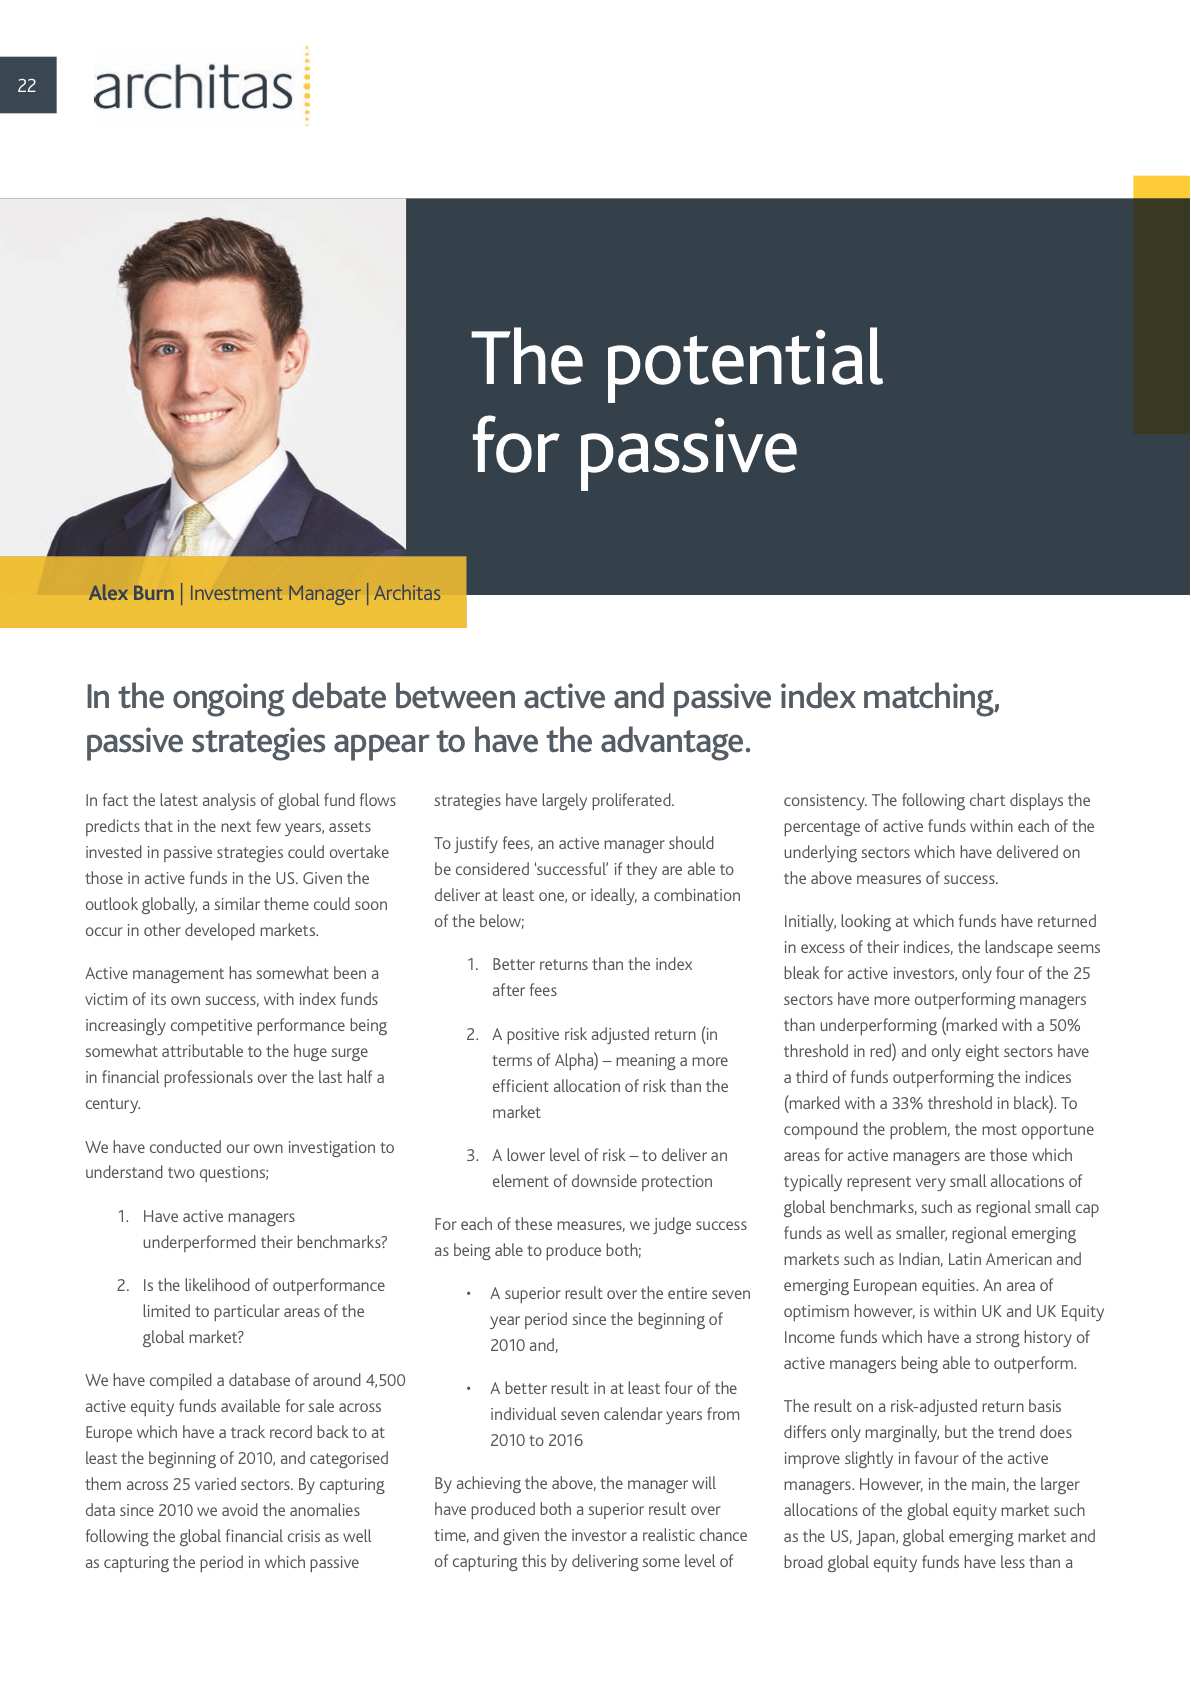 22
architas
The potential
for passive
Alex Burn | Investment Manager | Architas
In the ongoing debate between active and passive index matching,
passive strategies appear to have the advantage.
In fact the latest analysis of global fund flows
predicts that in the next few years, assets
invested in passive strategies could overtake
those in active funds in the US. Given the
outlook globally, a similar theme could soon
occur in other developed markets.
Active management has somewhat been a
victim of its own success, with index funds
increasingly competitive performance being
somewhat attributable to the huge surge
in financial professionals over the last half a
century.
We have conducted our own investigation to
understand two questions;
1. Have active managers
underperformed their benchmarks?
2. Is the likelihood of outperformance
limited to particular areas of the
global market?
We have compiled a database of around 4,500
active equity funds available for sale across
Europe which have a track record back to at
least the beginning of 2010, and categorised
them across 25 varied sectors. By capturing
data since 2010 we avoid the anomalies
following the global financial crisis as well
as capturing the period in which passive
strategies have largely proliferated.
To justify fees, an active manager should
be considered 'successful' if they are able to
deliver at least one, or ideally, a combination
of the below;
1. Better returns than the index
after fees
2. A positive risk adjusted return (in
terms of Alpha) – meaning a more
efficient allocation of risk than the
market
3. A lower level of risk – to deliver an
element of downside protection
For each of these measures, we judge success
as being able to produce both;
• A superior result over the entire seven
year period since the beginning of
2010 and,
• A better result in at least four of the
individual seven calendar years from
2010 to 2016
By achieving the above, the manager will
have produced both a superior result over
time, and given the investor a realistic chance
of capturing this by delivering some level of
consistency. The following chart displays the
percentage of active funds within each of the
underlying sectors which have delivered on
the above measures of success.
Initially, looking at which funds have returned
in excess of their indices, the landscape seems
bleak for active investors, only four of the 25
sectors have more outperforming managers
than underperforming (marked with a 50%
threshold in red) and only eight sectors have
a third of funds outperforming the indices
(marked with a 33% threshold in black). To
compound the problem, the most opportune
areas for active managers are those which
typically represent very small allocations of
global benchmarks, such as regional small cap
funds as well as smaller, regional emerging
markets such as Indian, Latin American and
emerging European equities. An area of
optimism however, is within UK and UK Equity
Income funds which have a strong history of
active managers being able to outperform.
The result on a risk-adjusted return basis
differs only marginally, but the trend does
improve slightly in favour of the active
managers. However, in the main, the larger
allocations of the global equity market such
as the US, Japan, global emerging market and
broad global equity funds have less than a